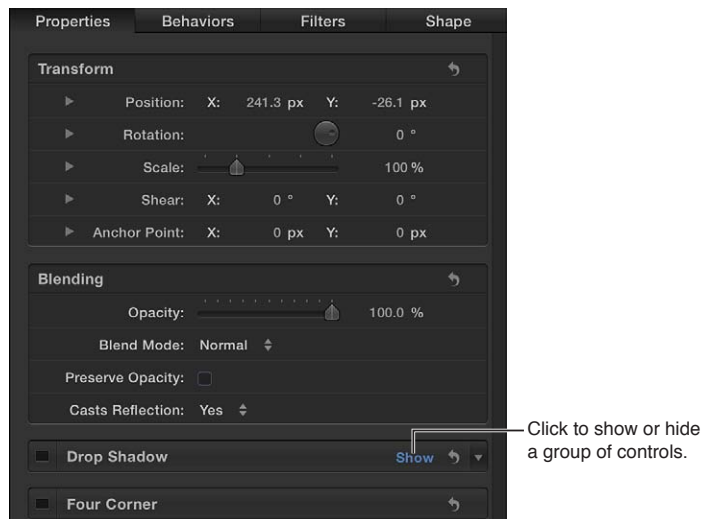 Properties Behaviors Filters Shape
Transform
Position: X: 241.3 px Y: -26.1 px
Rotation: 0 °
Scale: 100 %
Shear: X: 0 ° Y: 0 °
Anchor Point: X: 0 px Y: 0 px
Blending
Opacity: 100.0 %
Blend Mode: Normal
Preserve Opacity:
Casts Reflection: Yes
Drop Shadow Show
Click to show or hide
a group of controls.
Four Corner